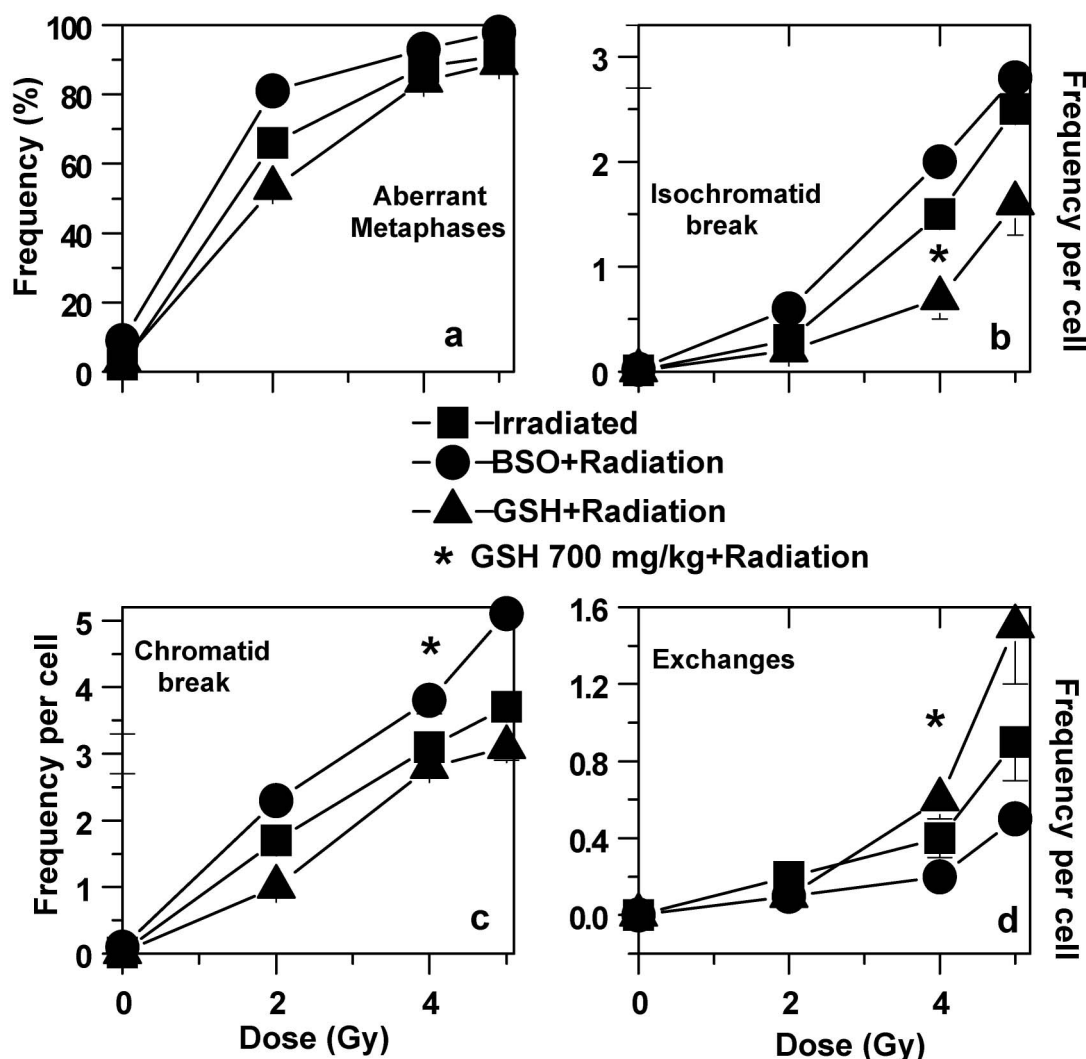 100
80
60
40
20
0
Frequency (%)
Aberrant
Metaphases
a
3
2
1
0
Isochromatid
break
b
Frequency per cell
Irradiated
BSO+Radiation
GSH+Radiation
* GSH 700 mg/kg+Radiation
5
4
3
2
1
0
Frequency per cell
Chromatid
break
*
c
0 2 4
Dose (Gy)
1.6
1.2
0.8
0.4
0.0
Exchanges
*
d
Frequency per cell
0 2 4
Dose (Gy)
*